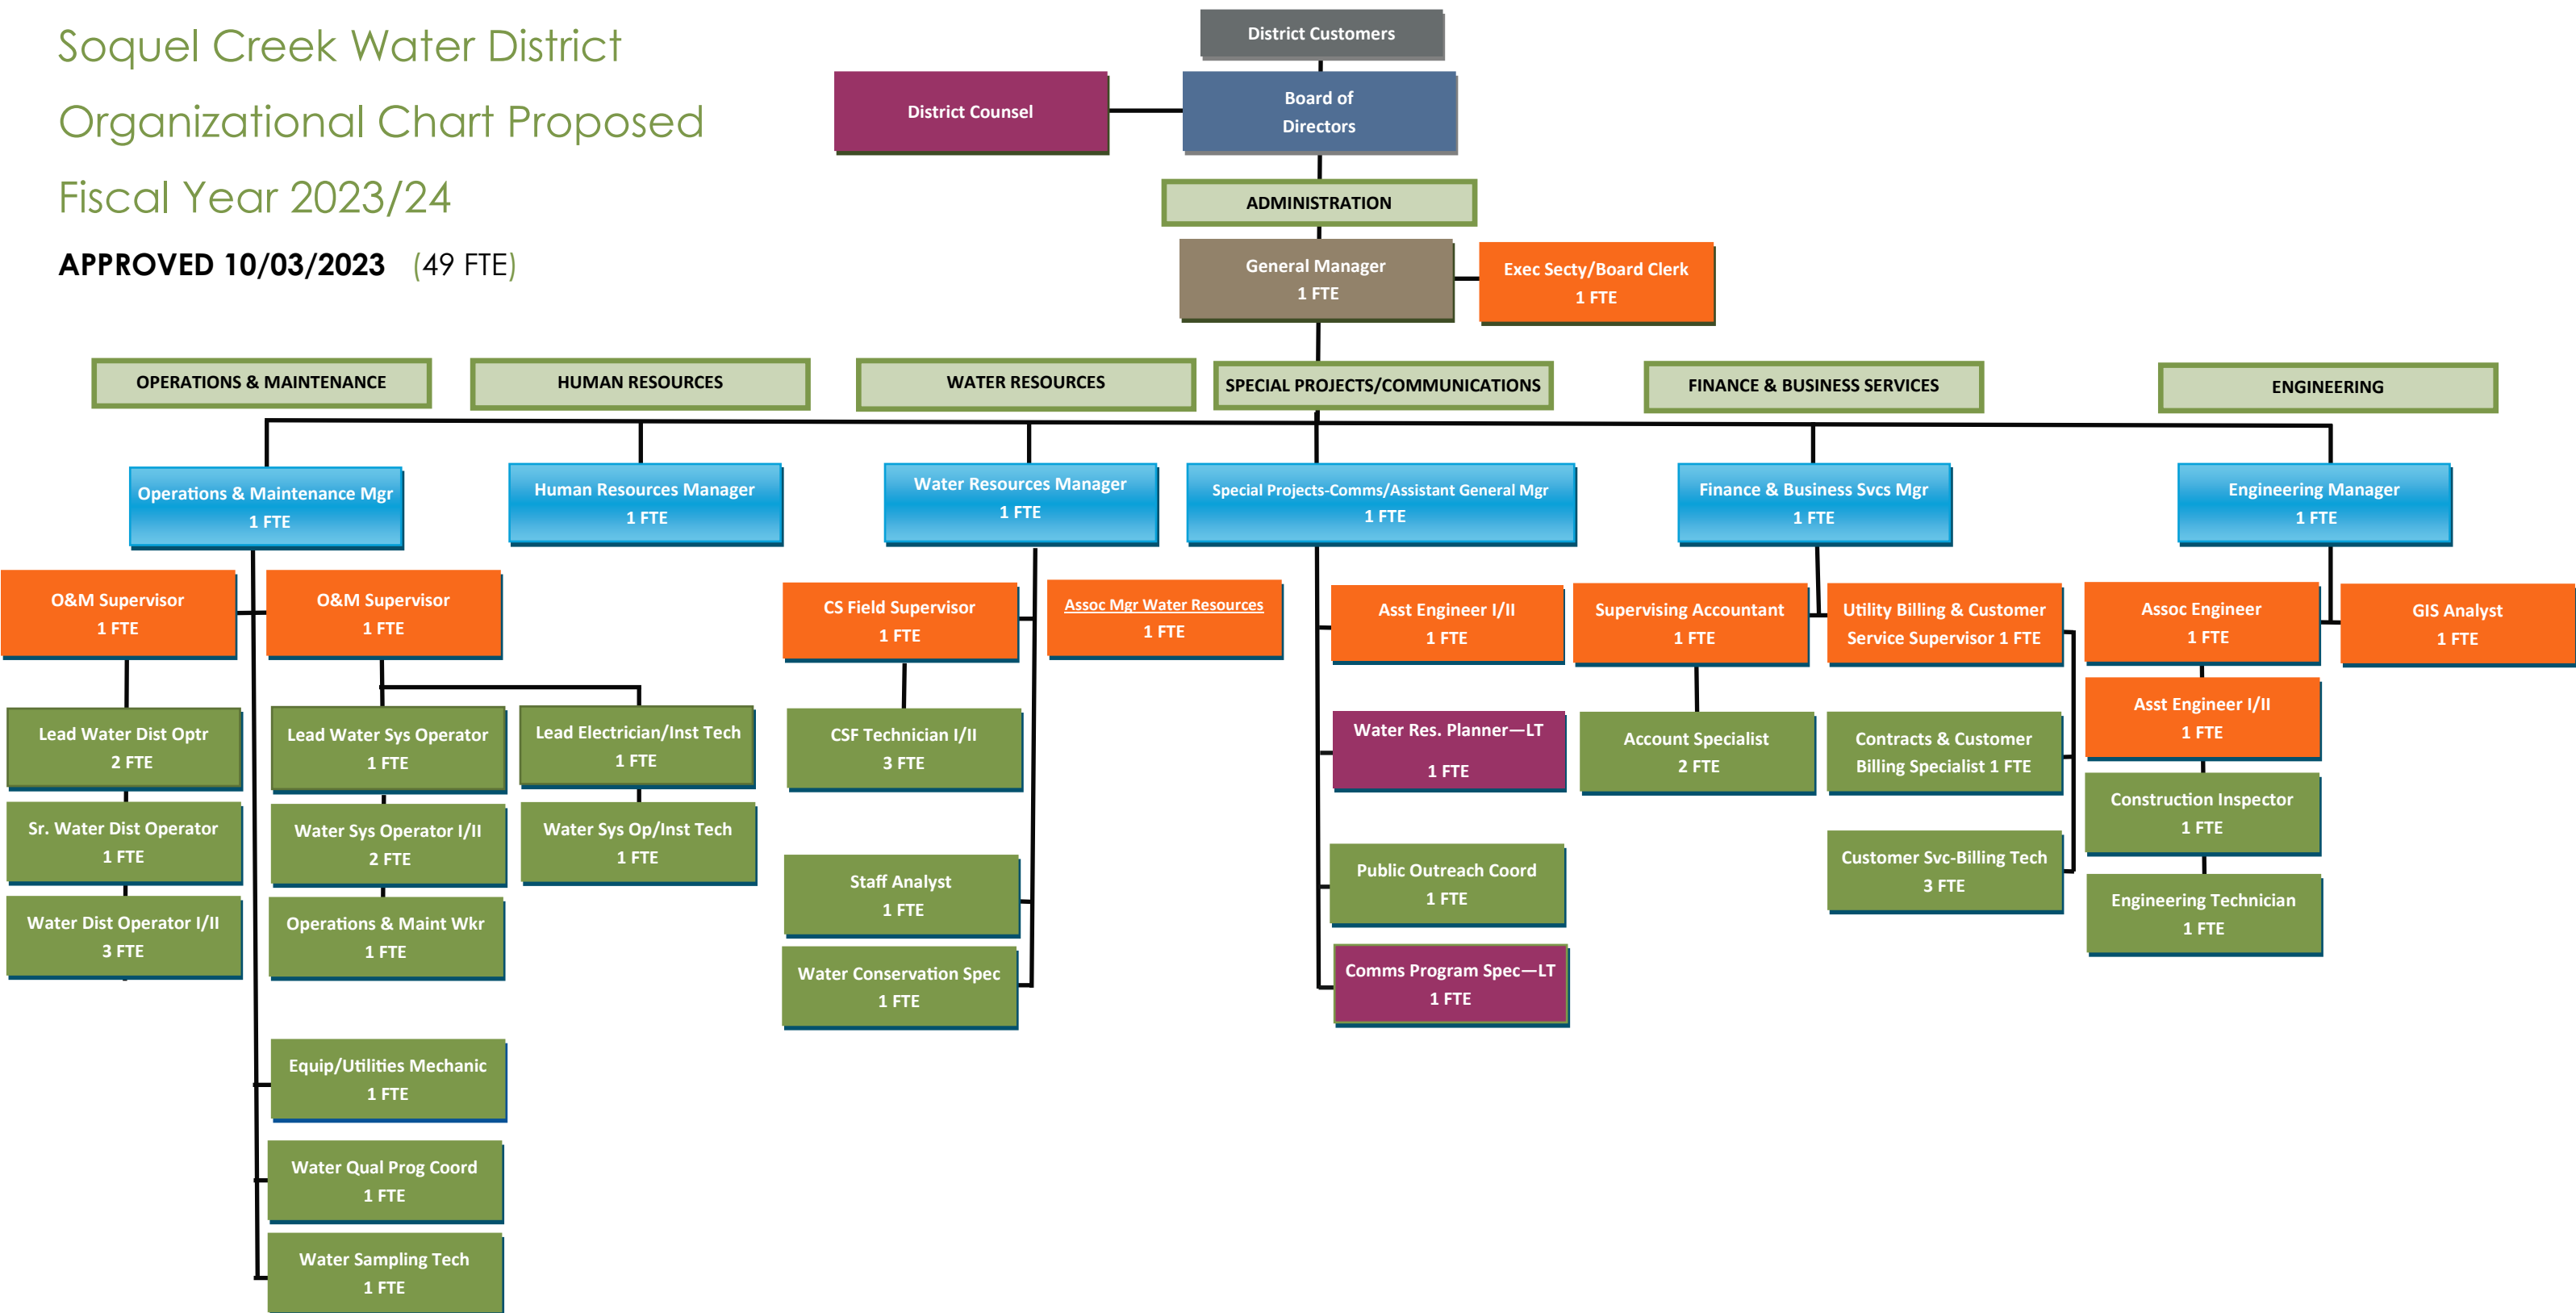 Soquel Creek Water District
Organizational Chart Proposed
Fiscal Year 2023/24
APPROVED 10/03/2023 (49 FTE)
District Customers
District Counsel
Board of
Directors
ADMINISTRATION
General Manager
1 FTE
Exec Secty/Board Clerk
1 FTE
OPERATIONS & MAINTENANCE
HUMAN RESOURCES
WATER RESOURCES
SPECIAL PROJECTS/COMMUNICATIONS
FINANCE & BUSINESS SERVICES
ENGINEERING
Operations & Maintenance Mgr
1 FTE
Human Resources Manager
1 FTE
Water Resources Manager
1 FTE
Special Projects-Comms/Assistant General Mgr
1 FTE
Finance & Business Svcs Mgr
1 FTE
Engineering Manager
1 FTE
O&M Supervisor
1 FTE
O&M Supervisor
1 FTE
CS Field Supervisor
1 FTE
Assoc Mgr Water Resources
1 FTE
Asst Engineer I/II
1 FTE
Supervising Accountant
1 FTE
Utility Billing & Customer
Service Supervisor 1 FTE
Assoc Engineer
1 FTE
GIS Analyst
1 FTE
Lead Water Dist Optr
2 FTE
Lead Water Sys Operator
1 FTE
Lead Electrician/Inst Tech
1 FTE
CSF Technician I/II
3 FTE
Water Res. Planner—LT
1 FTE
Account Specialist
2 FTE
Contracts & Customer
Billing Specialist 1 FTE
Asst Engineer I/II
1 FTE
Sr. Water Dist Operator
1 FTE
Water Sys Operator I/II
2 FTE
Water Sys Op/Inst Tech
1 FTE
Staff Analyst
1 FTE
Public Outreach Coord
1 FTE
Customer Svc-Billing Tech
3 FTE
Construction Inspector
1 FTE
Water Dist Operator I/II
3 FTE
Operations & Maint Wkr
1 FTE
Water Conservation Spec
1 FTE
Comms Program Spec—LT
1 FTE
Engineering Technician
1 FTE
Equip/Utilities Mechanic
1 FTE
Water Qual Prog Coord
1 FTE
Water Sampling Tech
1 FTE